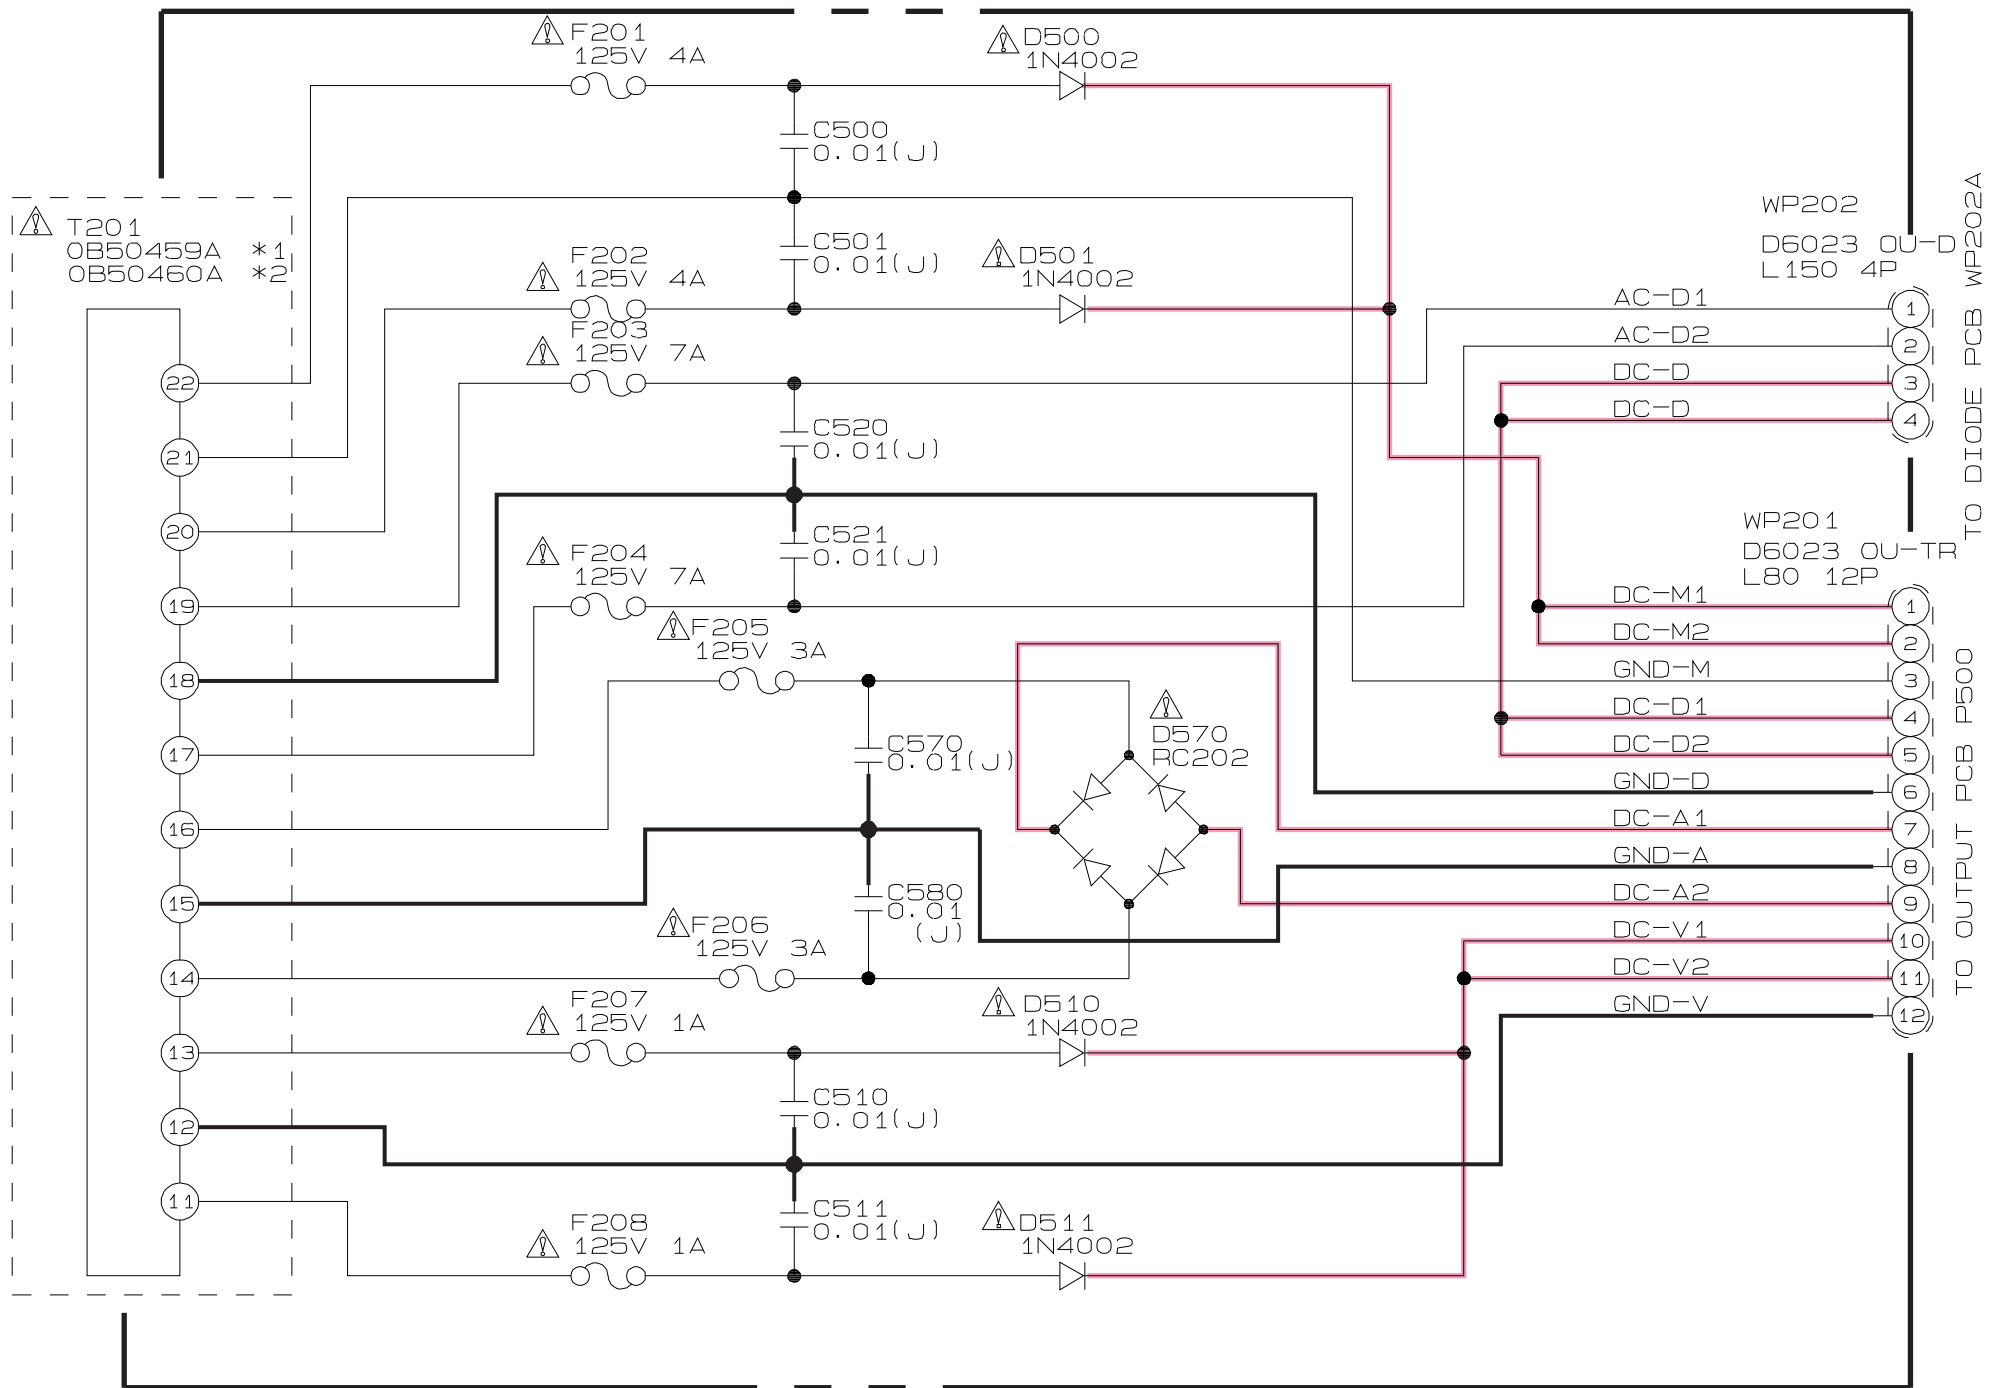 F201
125V 4A
D500
1N4002
C500
0.01(J)
T201
0B50459A *1
0B50460A *2
C501
0.01(J)
F202
125V 4A
D501
1N4002
F203
125V 7A
WP202
D6023 OU-D
L150 4P
TO DIODE PCB WP202A
AC-D1
1
AC-D2
2
DC-D
3
DC-D
4
22
21
20
19
18
17
16
15
14
13
12
11
C520
0.01(J)
C521
0.01(J)
F204
125V 7A
F205
125V 3A
C570
0.01(J)
D570
RC202
C580
0.01
(J)
F206
125V 3A
WP201
D6023 OU-TR
L80 12P
TO OUTPUT PCB P500
DC-M1
1
DC-M2
2
GND-M
3
DC-D1
4
DC-D2
5
GND-D
6
DC-A1
7
GND-A
8
DC-A2
9
DC-V1
10
DC-V2
11
GND-V
12
F207
125V 1A
D510
1N4002
C510
0.01(J)
C511
0.01(J)
F208
125V 1A
D511
1N4002